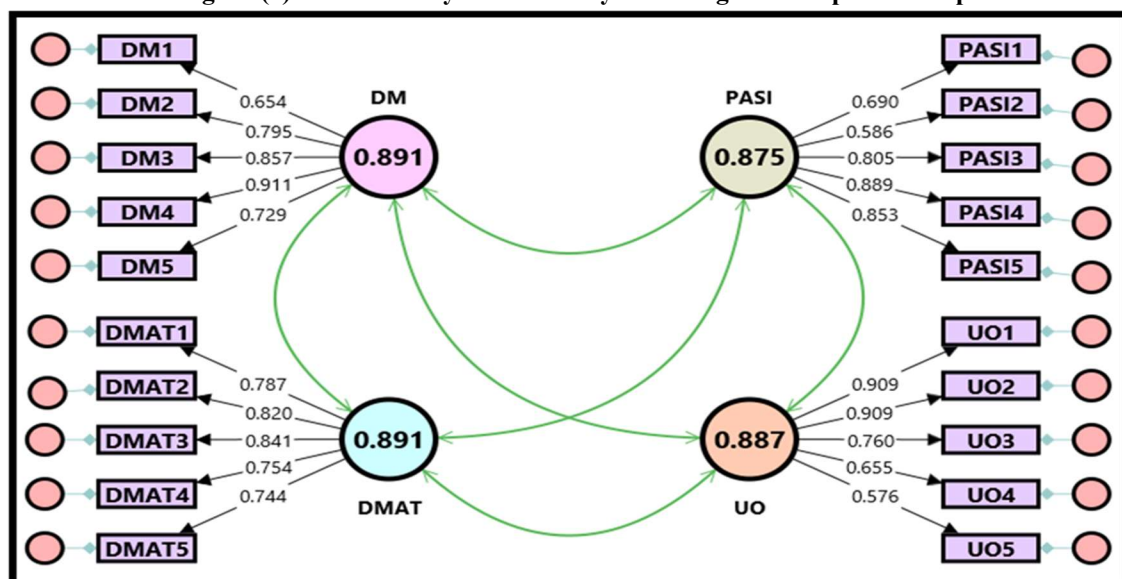 DM1
DM2
DM3
DM4
DM5
0.654
0.795
0.857
0.911
0.729
DM
0.891
PASI
0.875
0.690
0.586
0.805
0.889
0.853
PASI1
PASI2
PASI3
PASI4
PASI5
DMAT1
DMAT2
DMAT3
DMAT4
DMAT5
0.787
0.820
0.841
0.754
0.744
0.891
DMAT
0.887
UO
0.909
0.909
0.760
0.655
0.576
UO1
UO2
UO3
UO4
UO5